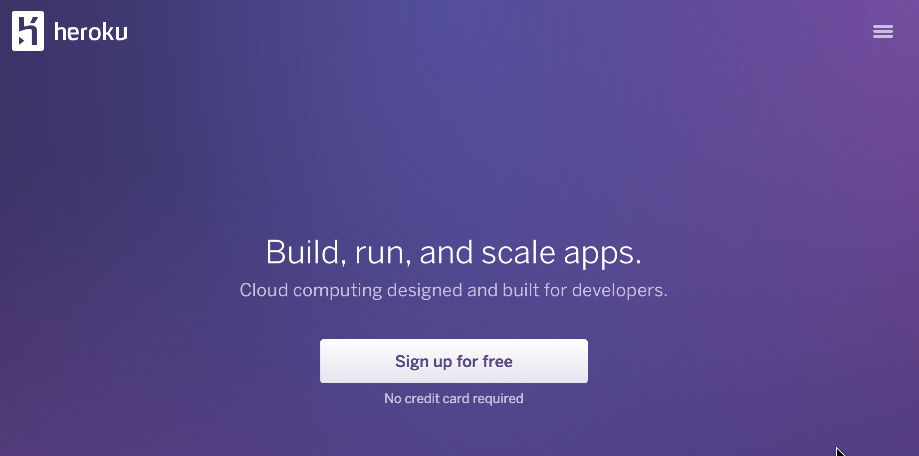 heroku
Build, run, and scale apps.
Cloud computing designed and built for developers.
Sign up for free
No credit card required